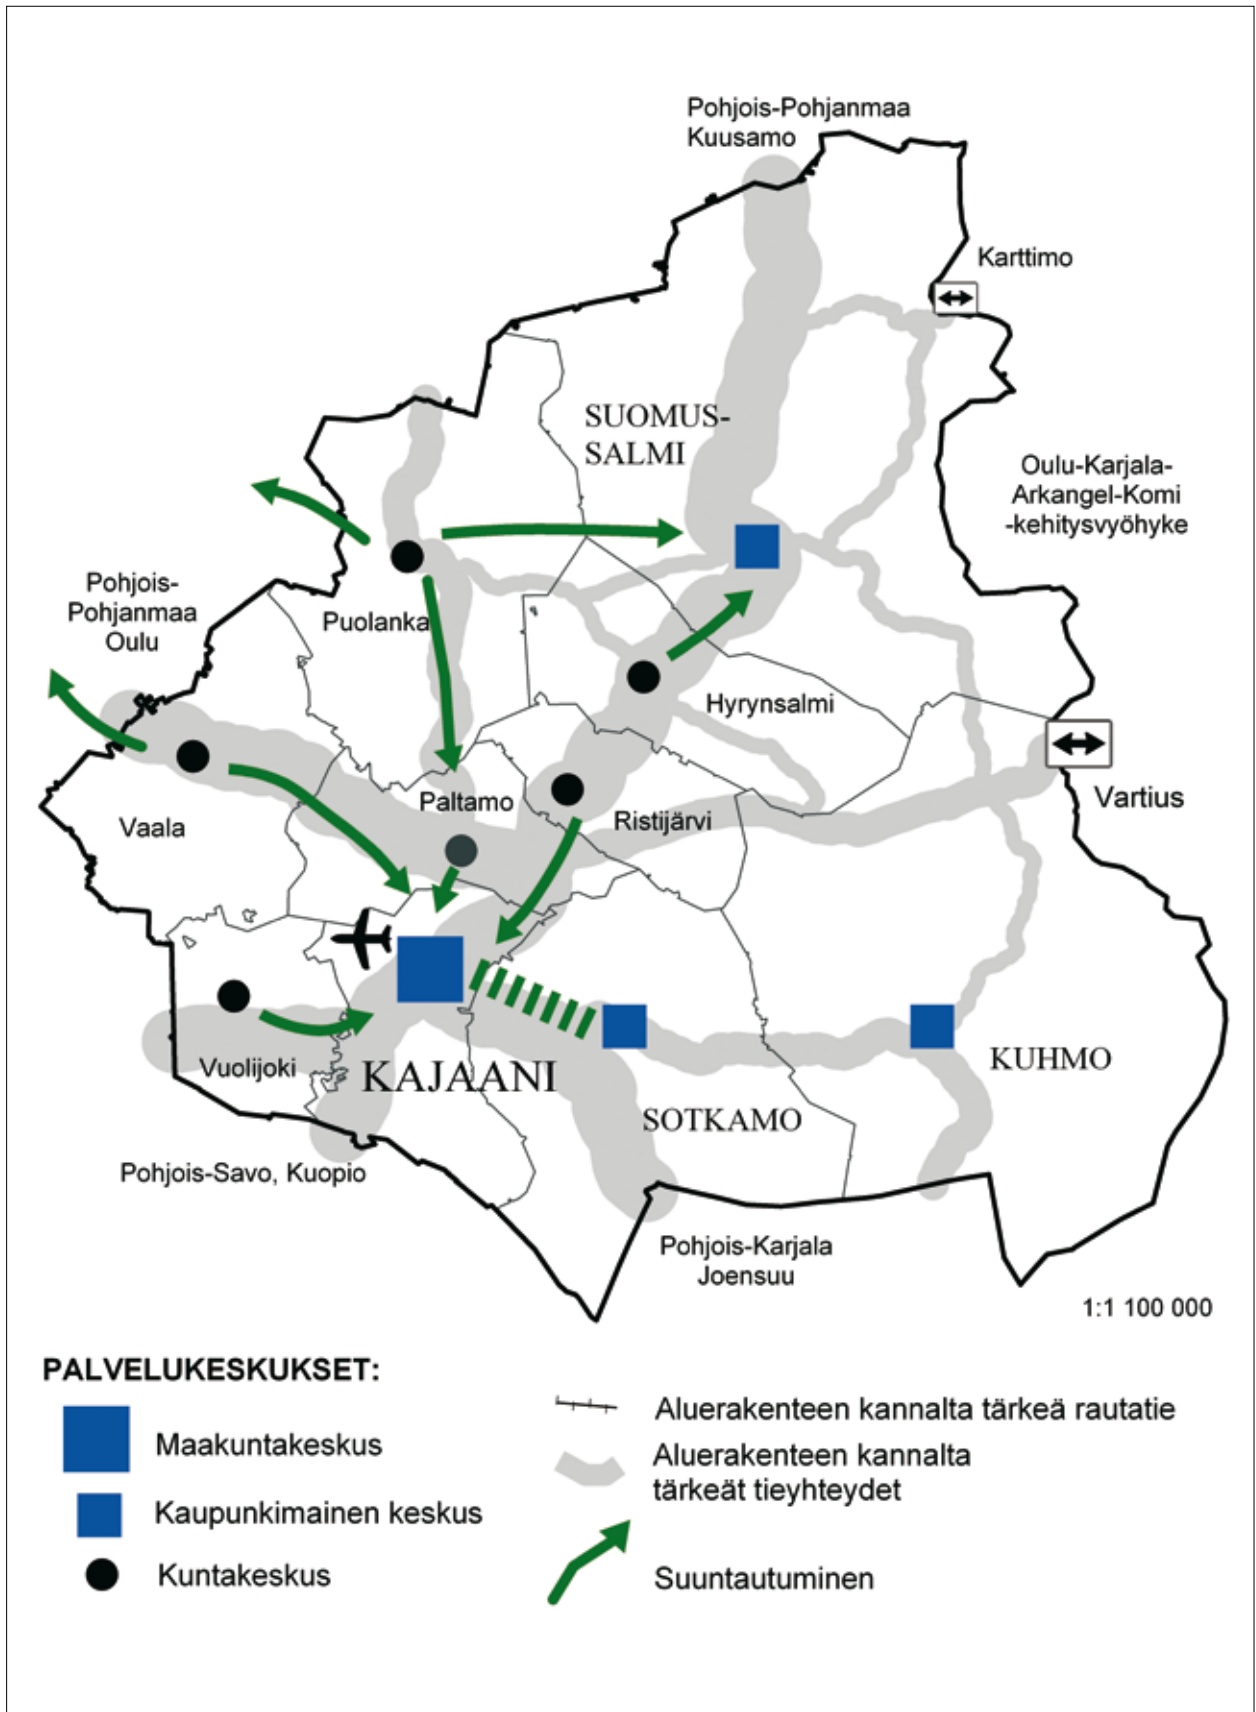 Pohjois-Pohjanmaa
Kuusamo
Karttimo
SUOMUS-
SALMI
Oulu-Karjala-
Arkangel-Komi
-kehitysvyöhyke
Pohjois-
Pohjanmaa
Oulu
Puolanka
Hyrynsalmi
Paltamo
Ristijärvi
Vartius
Vaala
Vuolijoki
KAJAANI
KUHMO
SOTKAMO
Pohjois-Savo, Kuopio
Pohjois-Karjala
Joensuu
1:1 100 000
PALVELUKESKUKSET:
Maakuntakeskus
Kaupunkimainen keskus
Kuntakeskus
Aluerakenteen kannalta tärkeä rautatie
Aluerakenteen kannalta
tärkeät tieyhteydet
Suuntautuminen